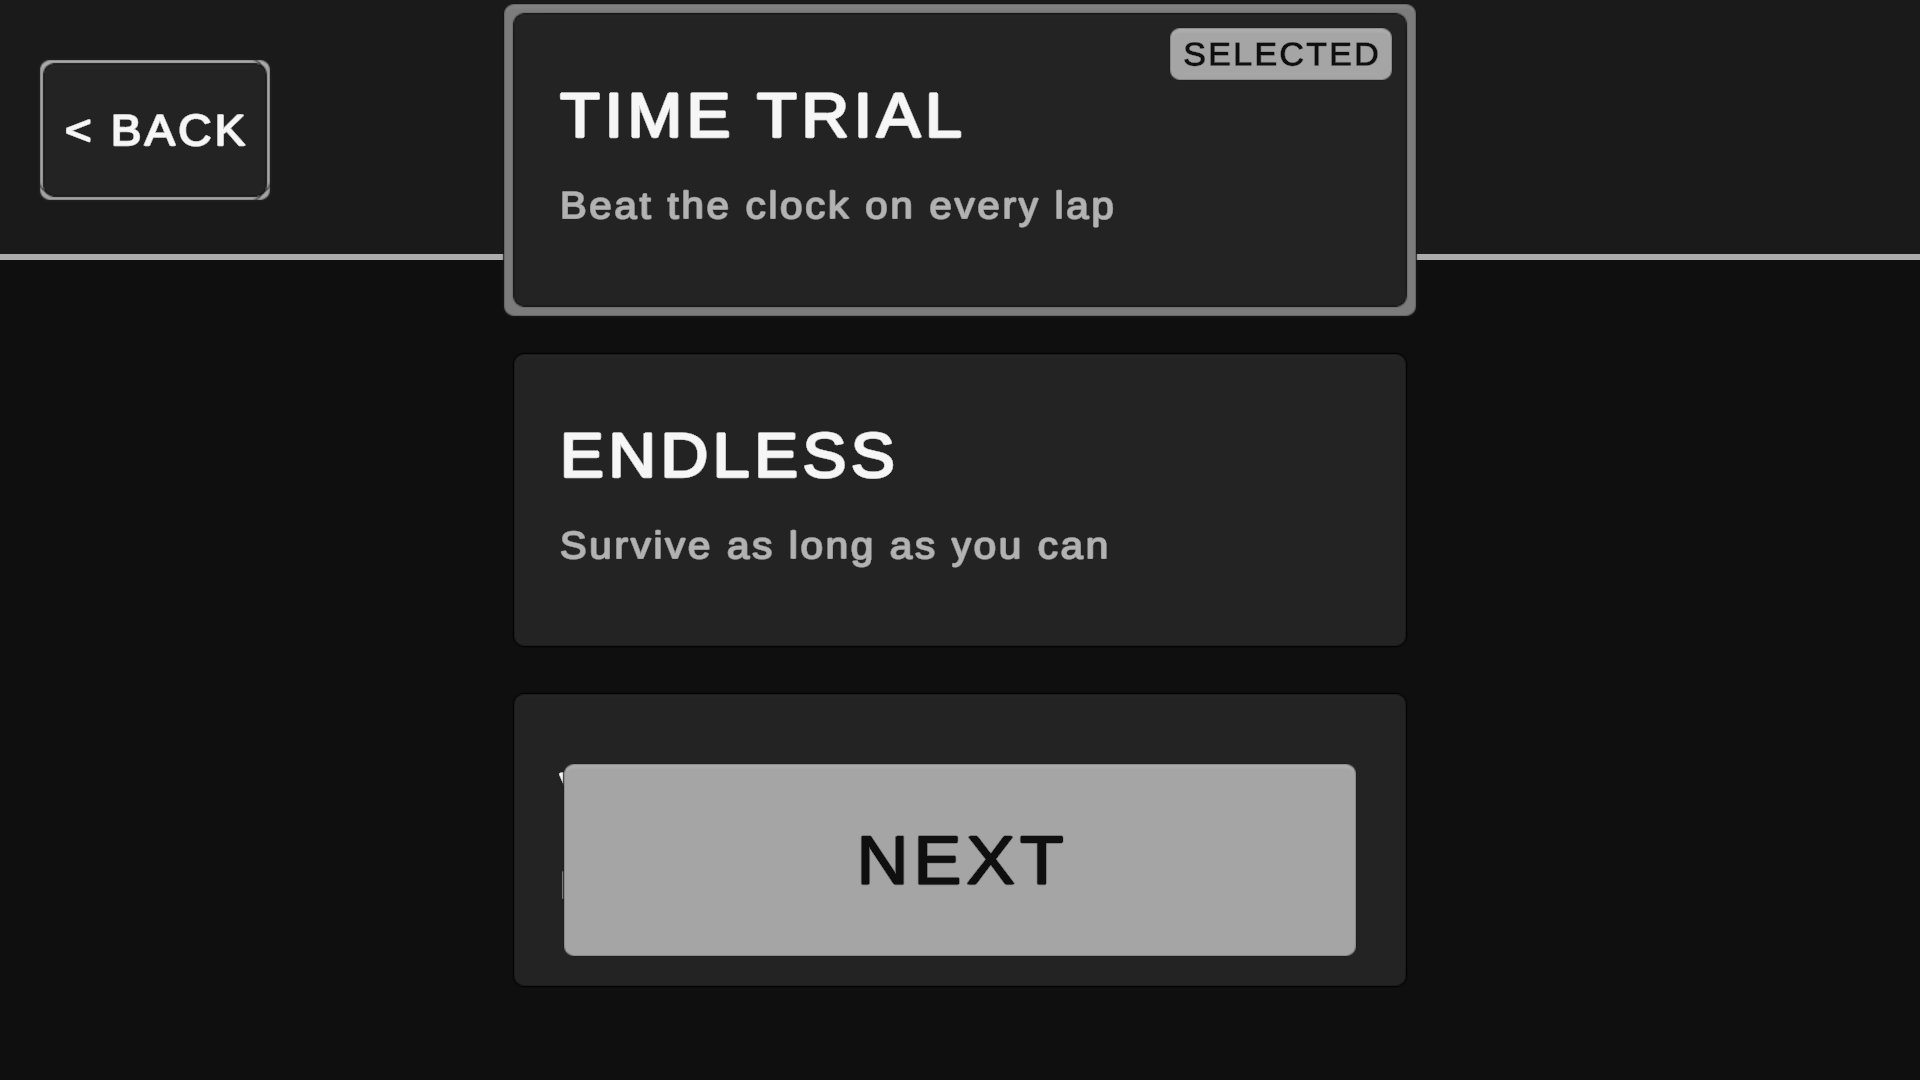 < BACK
SELECTED
TIME TRIAL
Beat the clock on every lap
ENDLESS
Survive as long as you can
NEXT